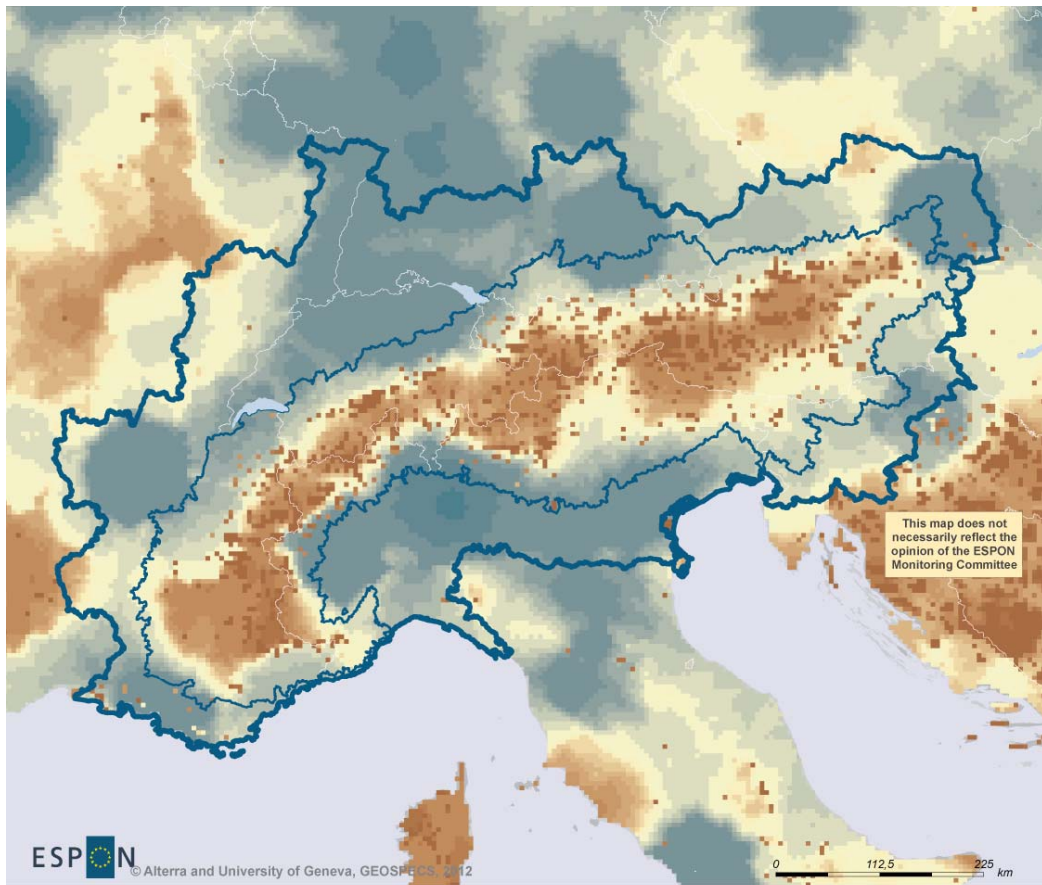 This map does not
necessarily reflect the
opinion of the ESPON
Monitoring Committee
ESPON
© Alterra and University of Geneva, GEOSPECS, 2012
0 112,5 225
km